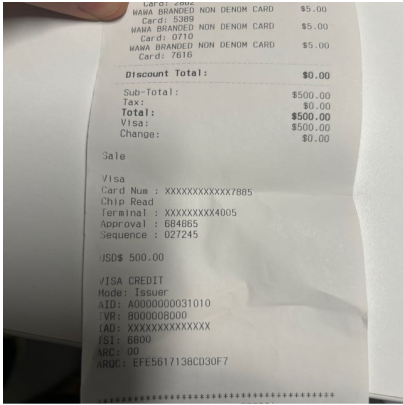 Card: 2802
WAWA BRANDED NON DENOM CARD $5.00
Card: 5389
WAWA BRANDED NON DENOM CARD $5.00
Card: 0710
WAWA BRANDED NON DENOM CARD $5.00
Card: 7616
Discount Total: $0.00
Sub-Total: $500.00
Tax: $0.00
Total: $500.00
Visa: $500.00
Change: $0.00
Sale
Visa
Card Num : XXXXXXXXXXXX7885
Chip Read
Terminal : XXXXXXXXX4005
Approval : 684865
Sequence : 027245
USD$ 500.00
VISA CREDIT
Mode: Issuer
AID: A0000000031010
TVR: 8000008000
IAD: XXXXXXXXXXXXXX
TSI: 6800
ARC: 00
ARQC: EFE5617138CD30F7